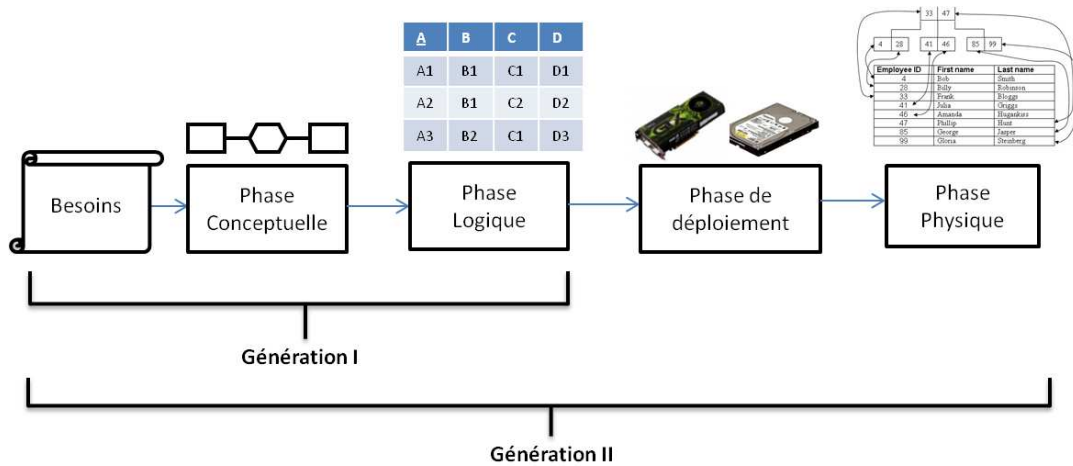 33 47
4 28 41 46 85 99
A B C D
A1 B1 C1 D1
A2 B1 C2 D2
A3 B2 C1 D3
Employee ID First name Last name
4 Bob Smith
28 Billy Robinson
33 Frank Bloggs
41 Julia Griggs
46 Amanda Hugankiss
47 Phillip Hunt
85 George Jasper
99 Gloria Steinberg
Besoins
Phase
Conceptuelle
Phase
Logique
Phase de
déploiement
Phase
Physique
Génération I
Génération II